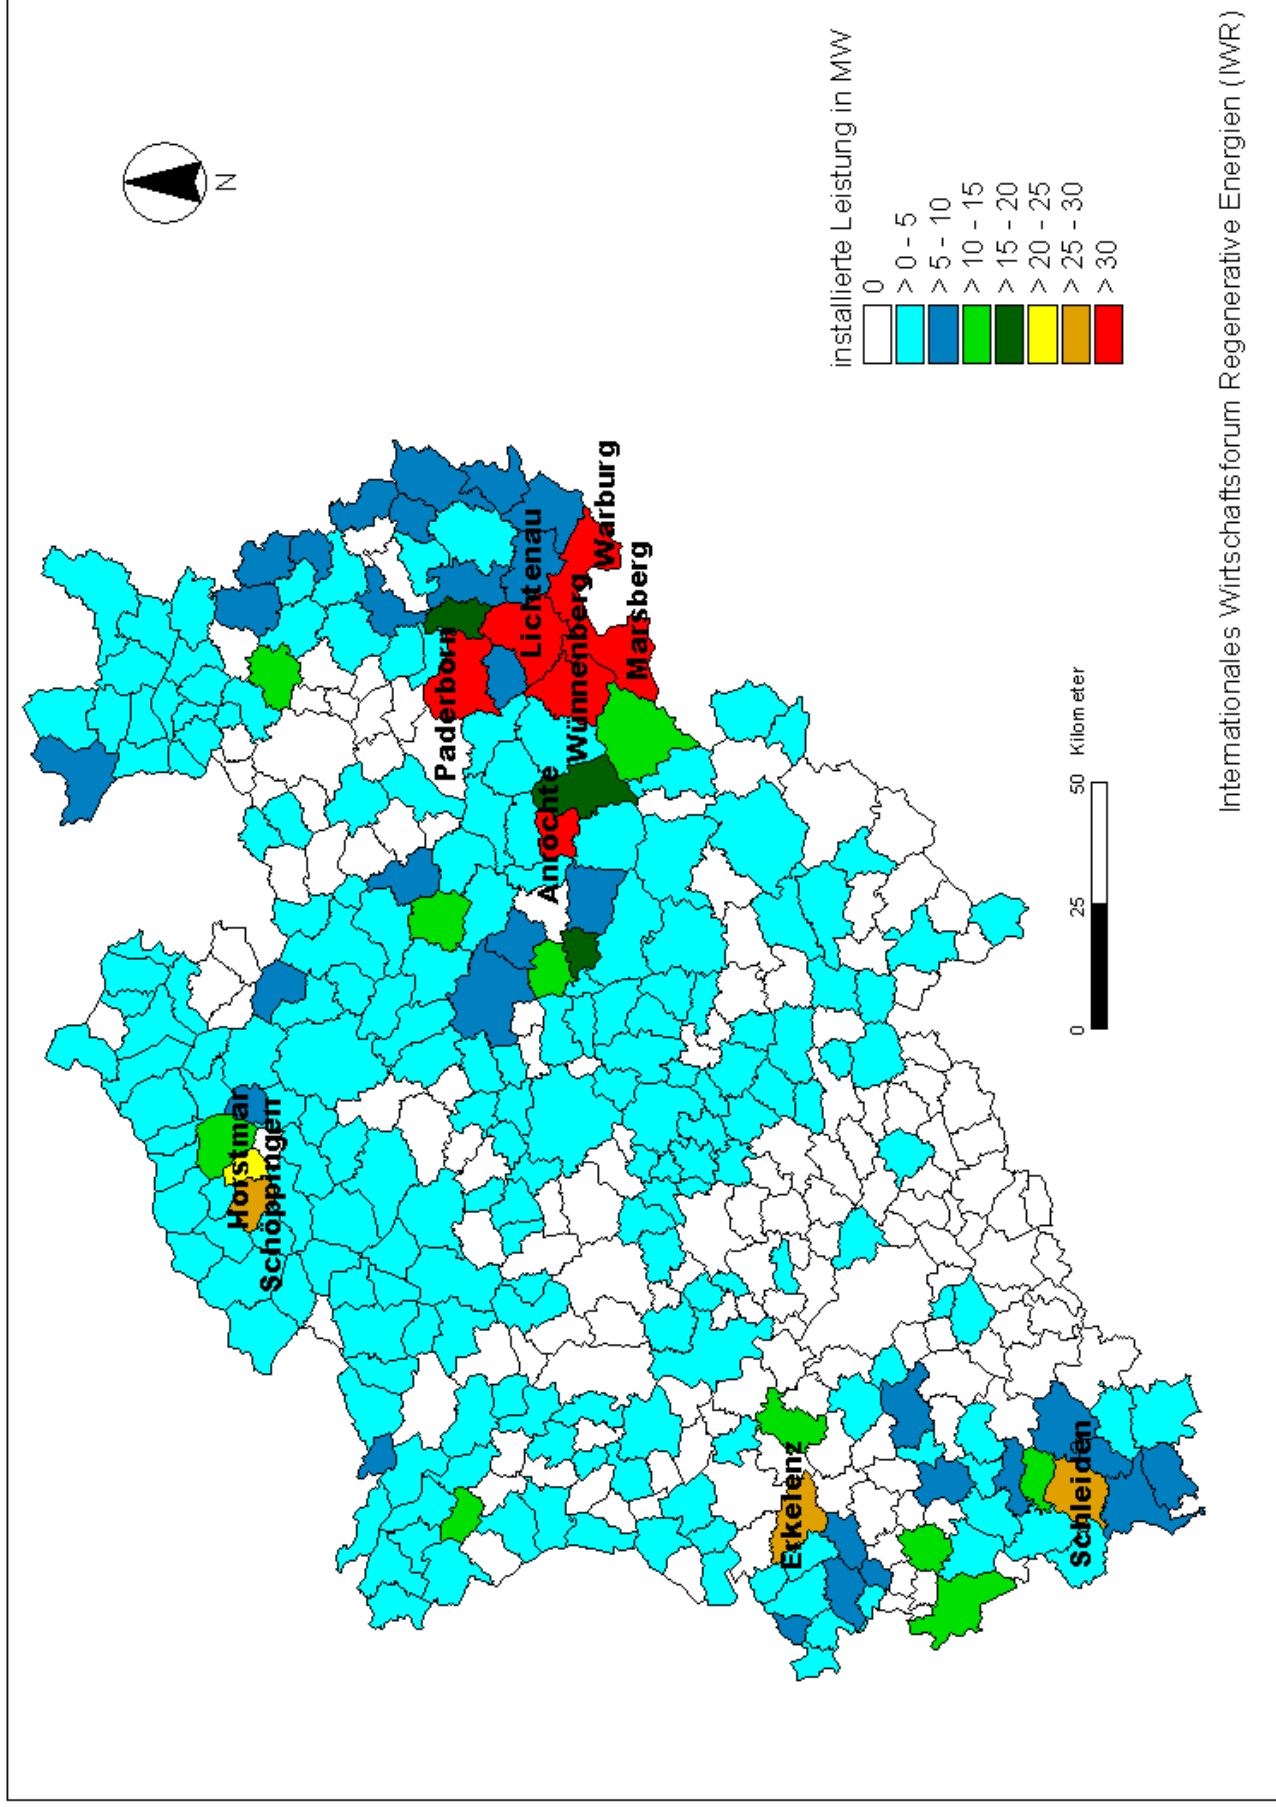 N
Horstmar
Schöppingen
Paderborn
Lichtenau
Anröchte
Wünnenberg
Warburg
Marsberg
Erkelenz
Schleiden
installierte Leistung in MW
0
> 0 - 5
> 5 - 10
> 10 - 15
> 15 - 20
> 20 - 25
> 25 - 30
> 30
0 25 50 Kilometer
Internationales Wirtschaftsforum Regenerative Energien (IWR)